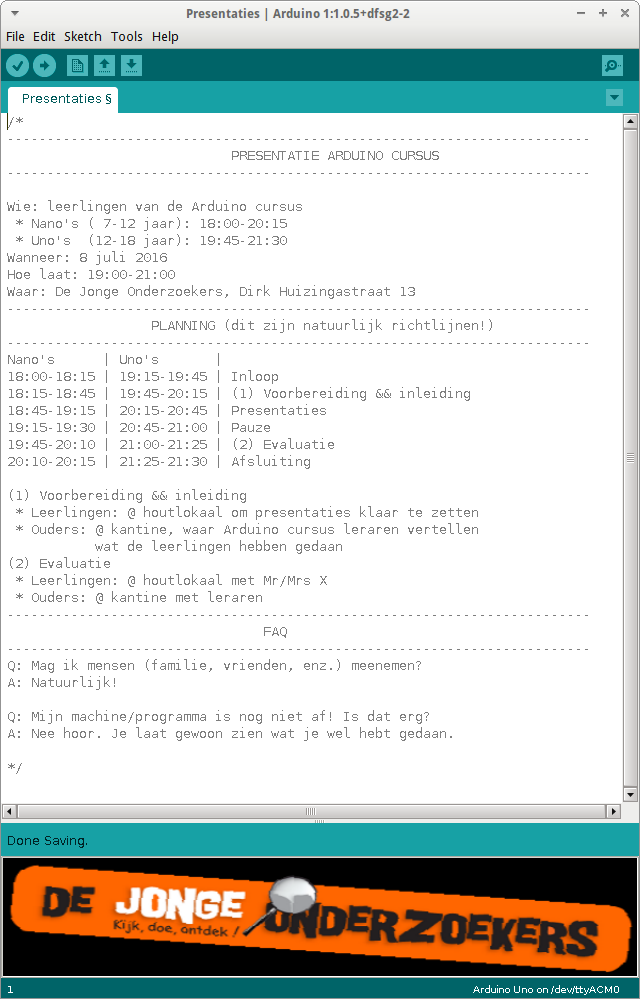 Presentaties | Arduino 1:1.0.5+dfsg2-2
File Edit Sketch Tools Help
Presentaties §
/*
-------------------------------------------------------------------------
PRESENTATIE ARDUINO CURSUS
-------------------------------------------------------------------------
Wie: leerlingen van de Arduino cursus
* Nano's ( 7-12 jaar): 18:00-20:15
* Uno's  (12-18 jaar): 19:45-21:30
Wanneer: 8 juli 2016
Hoe laat: 19:00-21:00
Waar: De Jonge Onderzoekers, Dirk Huizingastraat 13
-------------------------------------------------------------------------
PLANNING (dit zijn natuurlijk richtlijnen!)
-------------------------------------------------------------------------
Nano's      | Uno's       |
18:00-18:15 | 19:15-19:45 | Inloop
18:15-18:45 | 19:45-20:15 | (1) Voorbereiding && inleiding
18:45-19:15 | 20:15-20:45 | Presentaties
19:15-19:30 | 20:45-21:00 | Pauze
19:45-20:10 | 21:00-21:25 | (2) Evaluatie
20:10-20:15 | 21:25-21:30 | Afsluiting
(1) Voorbereiding && inleiding
* Leerlingen: @ houtlokaal om presentaties klaar te zetten
* Ouders: @ kantine, waar Arduino cursus leraren vertellen
wat de leerlingen hebben gedaan
(2) Evaluatie
* Leerlingen: @ houtlokaal met Mr/Mrs X
* Ouders: @ kantine met leraren
-------------------------------------------------------------------------
FAQ
-------------------------------------------------------------------------
Q: Mag ik mensen (familie, vrienden, enz.) meenemen?
A: Natuurlijk!
Q: Mijn machine/programma is nog niet af! Is dat erg?
A: Nee hoor. Je laat gewoon zien wat je wel hebt gedaan.
*/
Done Saving.
DE JONGE ONDERZOEKERS
Kijk, doe, ontdek !
1 Arduino Uno on /dev/ttyACM0